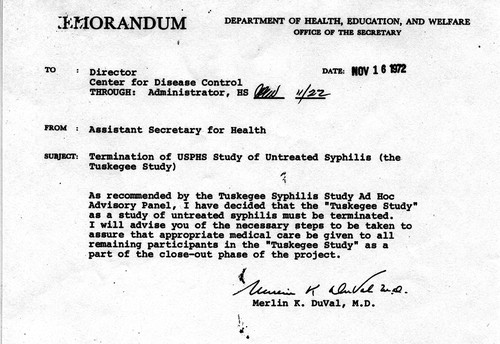 MEMORANDUM DEPARTMENT OF HEALTH, EDUCATION, AND WELFARE
OFFICE OF THE SECRETARY
TO : Director DATE: NOV 16 1972
Center for Disease Control
THROUGH: Administrator, HS 11/22
FROM : Assistant Secretary for Health
SUBJECT: Termination of USPHS Study of Untreated Syphilis (the
Tuskegee Study)
As recommended by the Tuskegee Syphilis Study Ad Hoc
Advisory Panel, I have decided that the "Tuskegee Study"
as a study of untreated syphilis must be terminated.
I will advise you of the necessary steps to be taken to
assure that appropriate medical care be given to all
remaining participants in the "Tuskegee Study" as a
part of the close-out phase of the project.
Merlin K DuVal M.D.
Merlin K. DuVal, M.D.